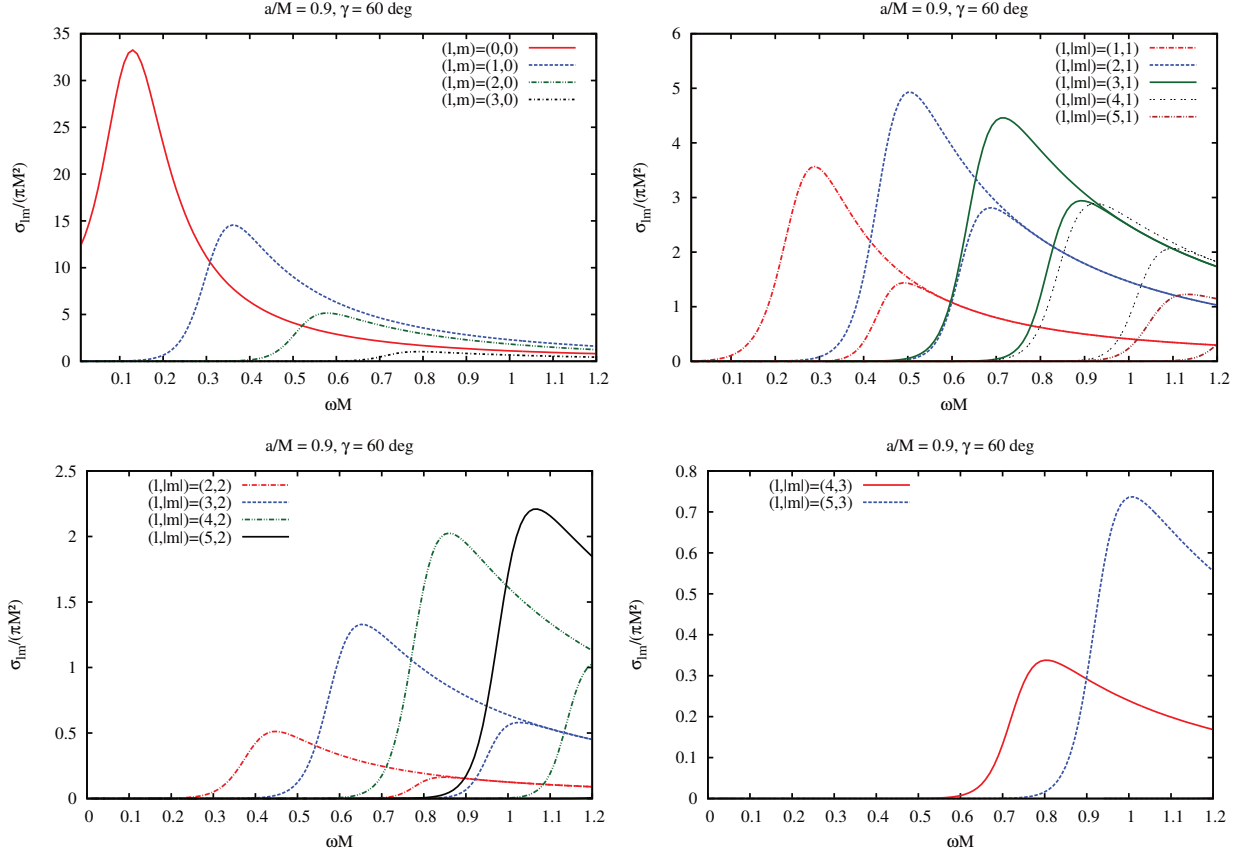 a/M = 0.9, γ = 60 deg
35
30
25
20
15
10
5
0
σlm/(πM²)
(l,m)=(0,0)
(l,m)=(1,0)
(l,m)=(2,0)
(l,m)=(3,0)
0.1 0.2 0.3 0.4 0.5 0.6 0.7 0.8 0.9 1 1.1 1.2
ωM
a/M = 0.9, γ = 60 deg
6
5
4
3
2
1
0
σlm/(πM²)
(l,|m|)=(1,1)
(l,|m|)=(2,1)
(l,|m|)=(3,1)
(l,|m|)=(4,1)
(l,|m|)=(5,1)
0.1 0.2 0.3 0.4 0.5 0.6 0.7 0.8 0.9 1 1.1 1.2
ωM
a/M = 0.9, γ = 60 deg
2.5
2
1.5
1
0.5
0
σlm/(πM²)
(l,|m|)=(2,2)
(l,|m|)=(3,2)
(l,|m|)=(4,2)
(l,|m|)=(5,2)
0 0.1 0.2 0.3 0.4 0.5 0.6 0.7 0.8 0.9 1 1.1 1.2
ωM
a/M = 0.9, γ = 60 deg
0.8
0.7
0.6
0.5
0.4
0.3
0.2
0.1
0
σlm/(πM²)
(l,|m|)=(4,3)
(l,|m|)=(5,3)
0 0.1 0.2 0.3 0.4 0.5 0.6 0.7 0.8 0.9 1 1.1 1.2
ωM